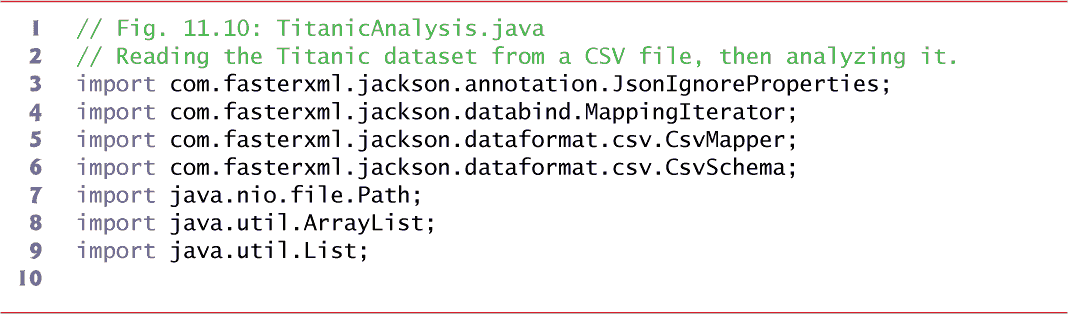 1 // Fig. 11.10: TitanicAnalysis.java
2 // Reading the Titanic dataset from a CSV file, then analyzing it.
3 import com.fasterxml.jackson.annotation.JsonIgnoreProperties;
4 import com.fasterxml.jackson.databind.MappingIterator;
5 import com.fasterxml.jackson.dataformat.csv.CsvMapper;
6 import com.fasterxml.jackson.dataformat.csv.CsvSchema;
7 import java.nio.file.Path;
8 import java.util.ArrayList;
9 import java.util.List;
10